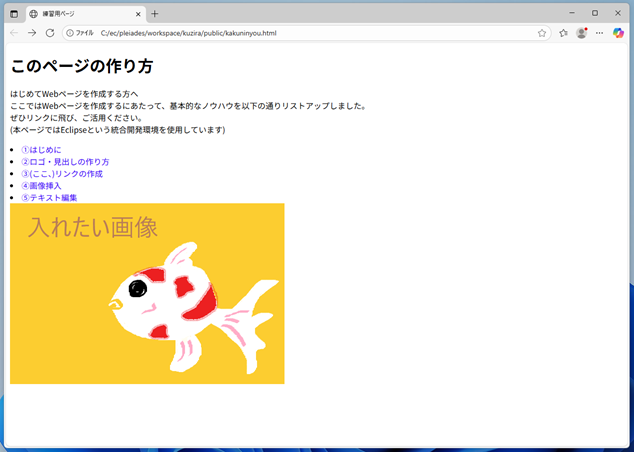 練習用ページ
ファイル C:/ec/pleiades/workspace/kuzira/public/kakuninyou.html
このページの作り方
はじめてWebページを作成する方へ
ここではWebページを作成するにあたって、基本的なノウハウを以下の通りリストアップしました。
ぜひリンクに飛び、ご活用ください。
(本ページではEclipseという統合開発環境を使用しています)
①はじめに
②ロゴ・見出しの作り方
③(ここ、)リンクの作成
④画像挿入
⑤テキスト編集
入れたい画像